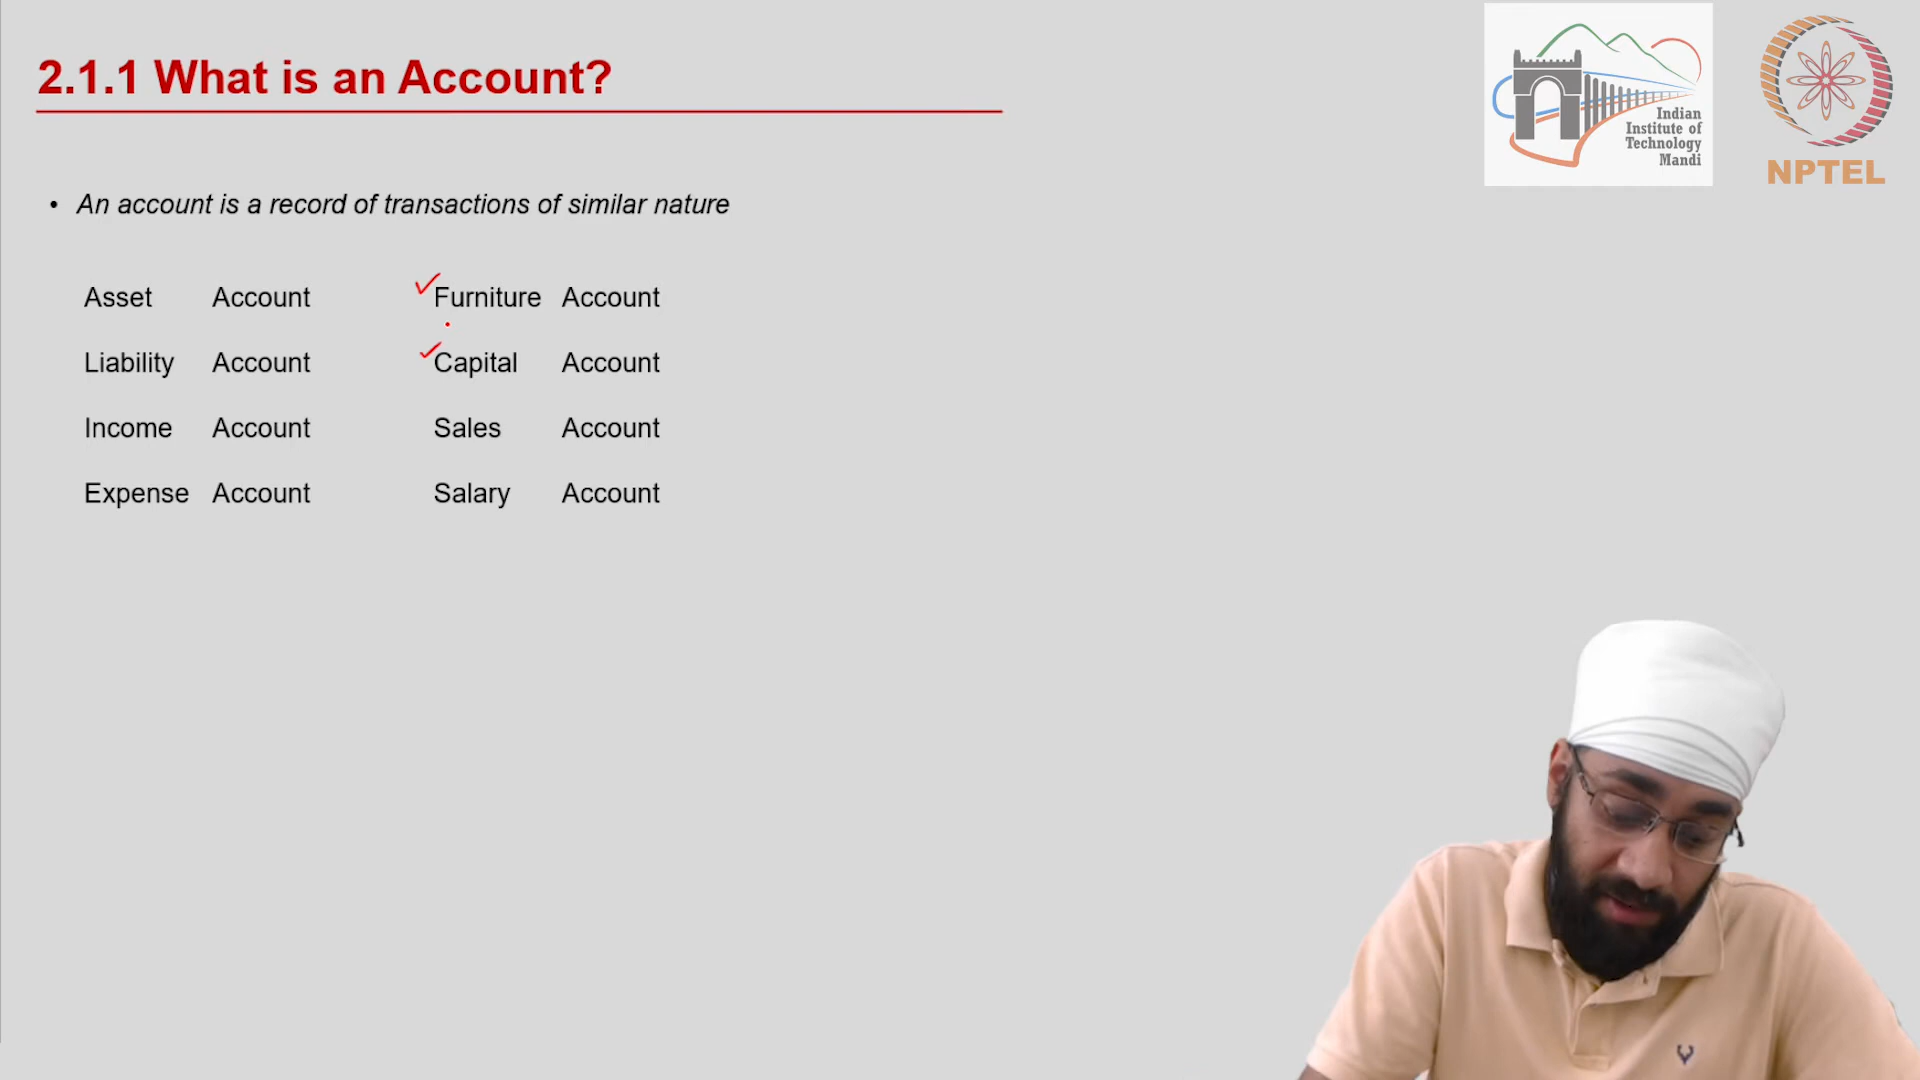 2.1.1 What is an Account?
Indian
Institute of
Technology
Mandi
NPTEL
• An account is a record of transactions of similar nature
Asset Account Furniture Account
Liability Account Capital Account
Income Account Sales Account
Expense Account Salary Account